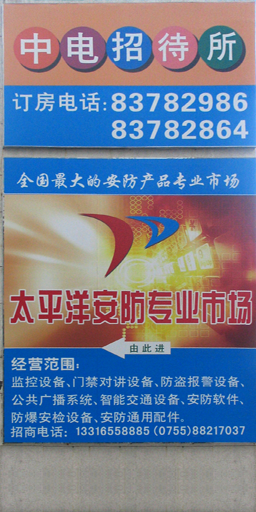 中电招待所
订房电话:83782986
83782864
全国最大的安防产品专业市场
太平洋安防专业市场
由此进
经营范围:
监控设备、门禁对讲设备、防盗报警设备、
公共广播系统、智能交通设备、安防软件、
防爆安检设备、安防通用配件。
招商电话:13316558885 (0755)88217037